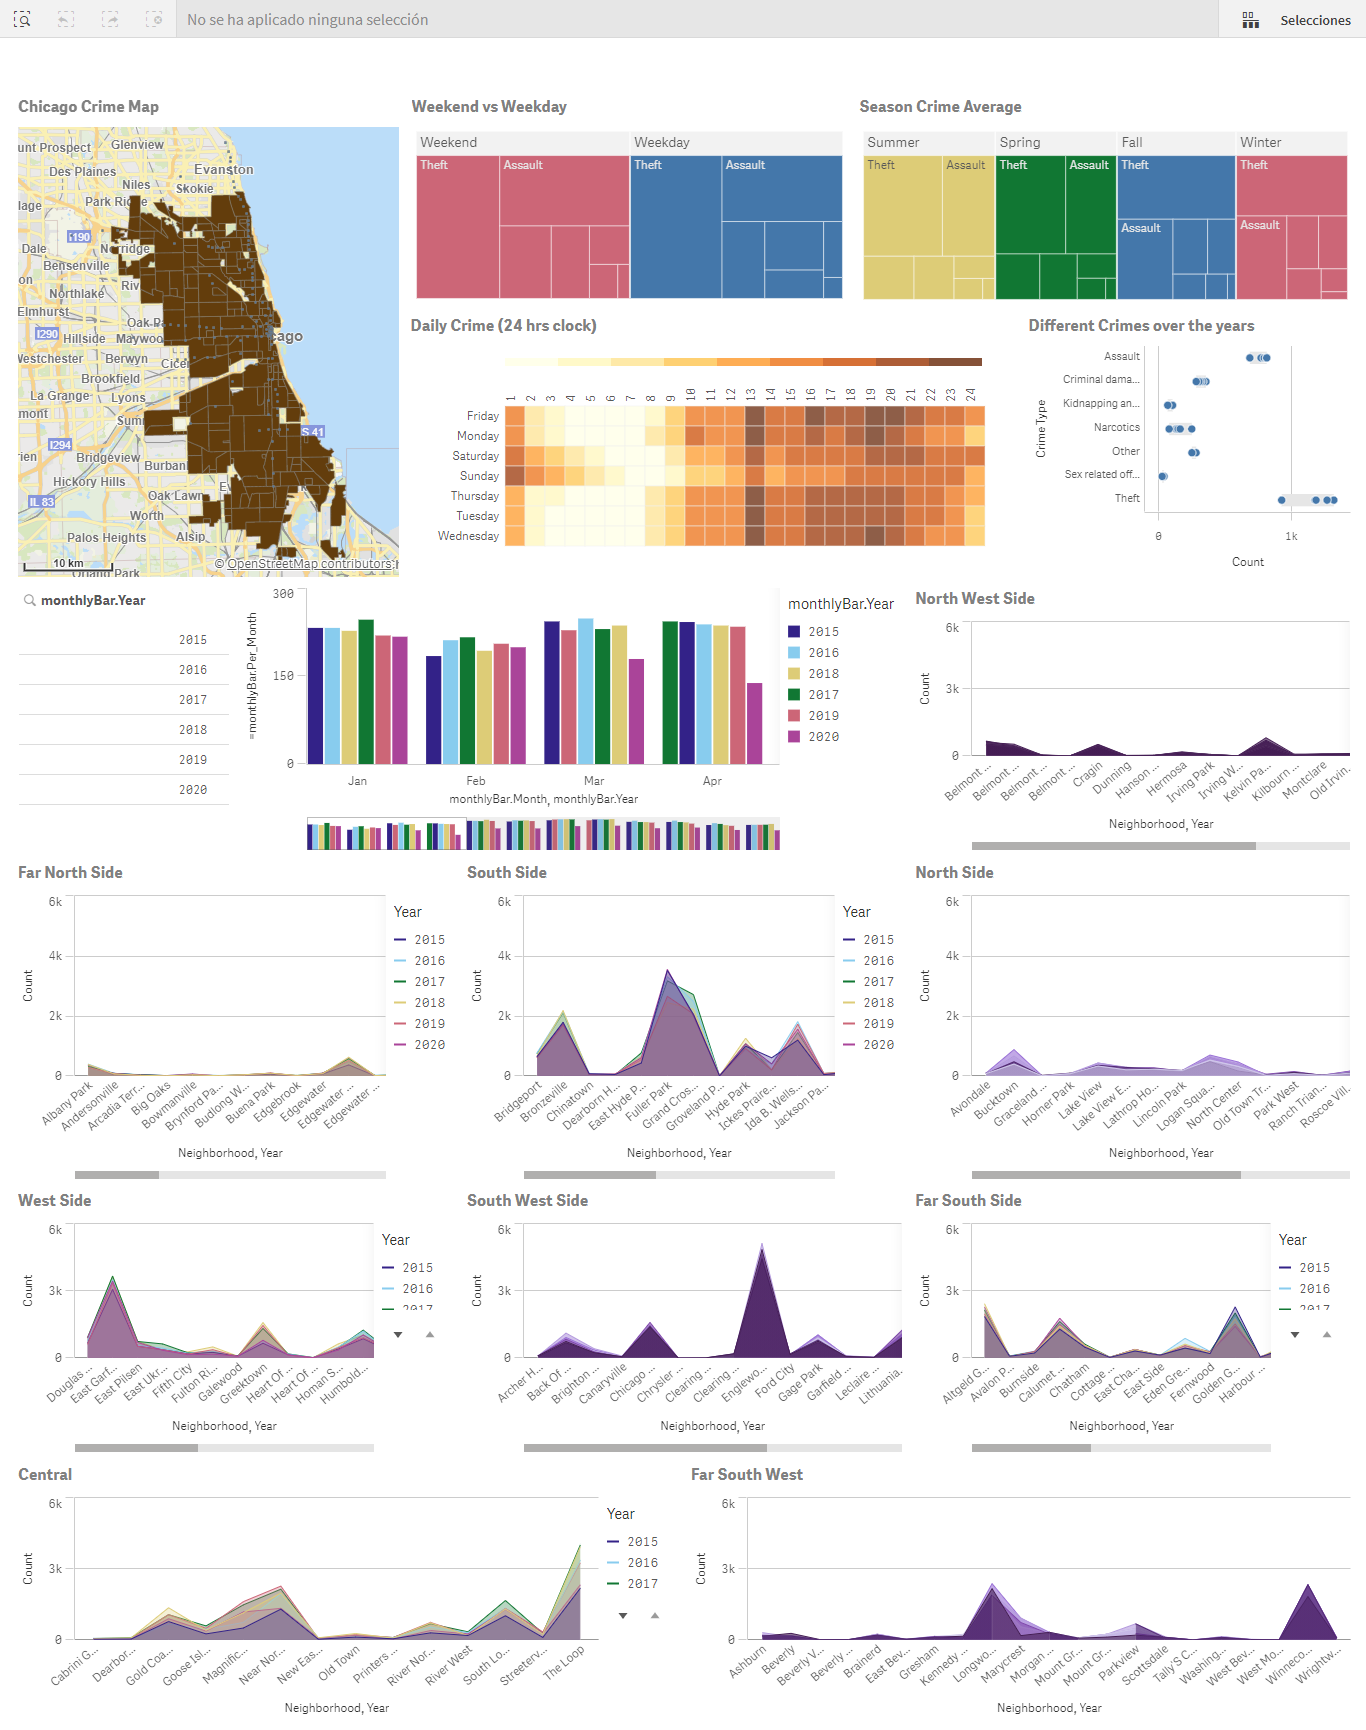 No se ha aplicado ninguna selección
Selecciones
Chicago Crime Map
Weekend vs Weekday
Season Crime Average
unt Prospect
Glenview
Des Plaines
Evanston
Niles
Skokie
Park Ridge
lage
I190
Dale
Norridge
Bensenville
on
Riv
Northlake
Elmhurst
Oak Pa
I290
Hillside
Maywoo
cago
Westchester
Berwyn
Cicer
Brookfield
La Grange
Lyons
mont
Sum
S 41
I294
ien
Bridgeview
Burban
Hickory Hills
Oak Lawn
Ev
IL 83
Worth
Palos Heights
Alsip
10 km
Orland Park
© OpenStreetMap contributors
Weekend
Weekday
Theft
Assault
Theft
Assault
Summer
Spring
Fall
Winter
Theft
Assault
Theft
Assault
Theft
Assault
Theft
Assault
Daily Crime (24 hrs clock)
1 2 3 4 5 6 7 8 9 10 11 12 13 14 15 16 17 18 19 20 21 22 23 24
Friday
Monday
Saturday
Sunday
Thursday
Tuesday
Wednesday
Different Crimes over the years
Crime Type
Assault
Criminal dama...
Kidnapping an...
Narcotics
Other
Sex related off...
Theft
0 1k
Count
monthlyBar.Year
2015
2016
2017
2018
2019
2020
=monthlyBar.Per_Month
300
150
0
Jan Feb Mar Apr
monthlyBar.Month, monthlyBar.Year
monthlyBar.Year
2015
2016
2018
2017
2019
2020
North West Side
Count
6k
3k
0
Belmont ... Belmont ... Belmont ... Belmont ... Cragin Dunning Hanson ... Hermosa Irving Park Irving W... Kelvin Pa... Kilbourn ... Montclare Old Irvin.
Neighborhood, Year
Far North Side
Count
6k
4k
2k
0
Albany Park Andersonville Arcadia Terr... Big Oaks Bowmanville Brynford Pa... Budlong W... Buena Park Edgebrook Edgewater Edgewater ... Edgewater ...
Neighborhood, Year
Year
2015
2016
2017
2018
2019
2020
South Side
Count
6k
4k
2k
0
Bridgeport Bronzeville Chinatown Dearborn H... East Hyde P... Fuller Park Grand Cros... Groveland P... Hyde Park Ickes Praire... Ida B. Wells... Jackson Pa...
Neighborhood, Year
Year
2015
2016
2017
2018
2019
2020
North Side
Count
6k
4k
2k
0
Avondale Bucktown Graceland ... Horner Park Lake View Lake View E... Lathrop Ho... Lincoln Park Logan Squa... North Center Old Town Tr... Park West Ranch Trian... Roscoe Vill.
Neighborhood, Year
West Side
Count
6k
3k
0
Douglas ... East Garf... East Pilsen East Ukr... Fifth City Fulton Ri... Galewood Greektown Heart Of ... Heart Of ... Homan S... Humbold...
Neighborhood, Year
Year
2015
2016
2017
South West Side
Count
6k
3k
0
Archer H... Back Of ... Brighton ... Canaryville Chicago ... Chrysler ... Clearing ... Clearing ... Englewo... Ford City Gage Park Garfield ... Leclaire ... Lithuania.
Neighborhood, Year
Far South Side
Count
6k
3k
0
Altgeld G... Avalon P... Burnside Calumet ... Chatham Cottage ... East Cha... East Side Eden Gre... Fernwood Golden G... Harbour ...
Neighborhood, Year
Year
2015
2016
2017
Central
Count
6k
3k
0
Cabrini G... Dearbor... Gold Coa... Goose Isl... Magnific... Near Nor... New Eas... Old Town Printers ... River Nor... River West South Lo... Streeterv... The Loop
Neighborhood, Year
Year
2015
2016
2017
Far South West
Count
6k
3k
0
Ashburn Beverly Beverly V... Beverly ... Brainerd East Bev... Gresham Kennedy ... Longwo... Marycrest Morgan ... Mount Gr... Mount Gr... Parkview Scottsdale Tally'S C... Washing... West Bev... West Mo... Winneco... Wrightw...
Neighborhood, Year